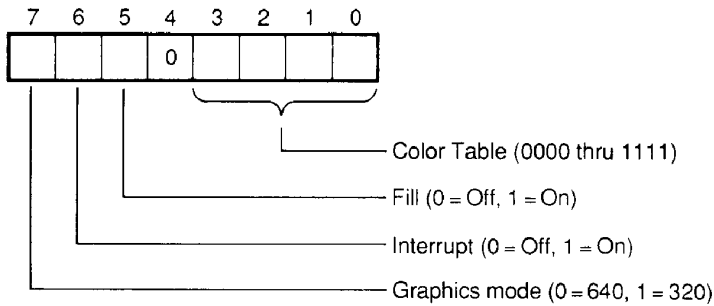 7 6 5 4 3 2 1 0
0
Color Table (0000 thru 1111)
Fill (0 = Off, 1 = On)
Interrupt (0 = Off, 1 = On)
Graphics mode (0 = 640, 1 = 320)